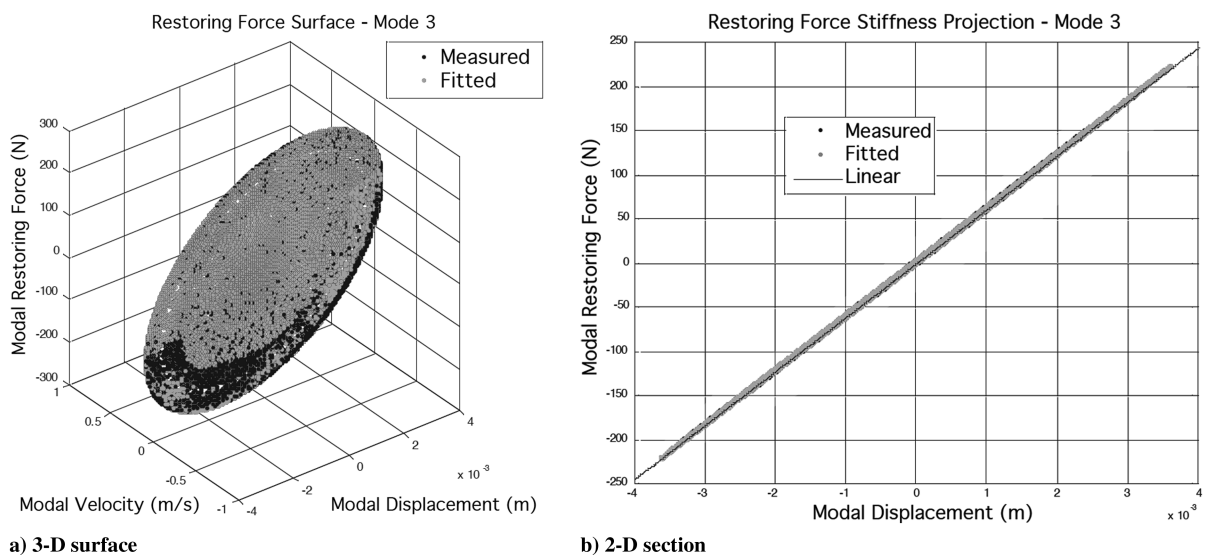 Restoring Force Surface - Mode 3
Measured
Fitted
Modal Restoring Force (N)
300
200
100
0
-100
-200
-300
1
0.5
0
-0.5
-1
-4
-2
0
2
4
x 10⁻³
Modal Velocity (m/s)
Modal Displacement (m)
a) 3-D surface
Restoring Force Stiffness Projection - Mode 3
Measured
Fitted
Linear
Modal Restoring Force (N)
250
200
150
100
50
0
-50
-100
-150
-200
-250
-4
-3
-2
-1
0
1
2
3
4
x 10⁻³
Modal Displacement (m)
b) 2-D section